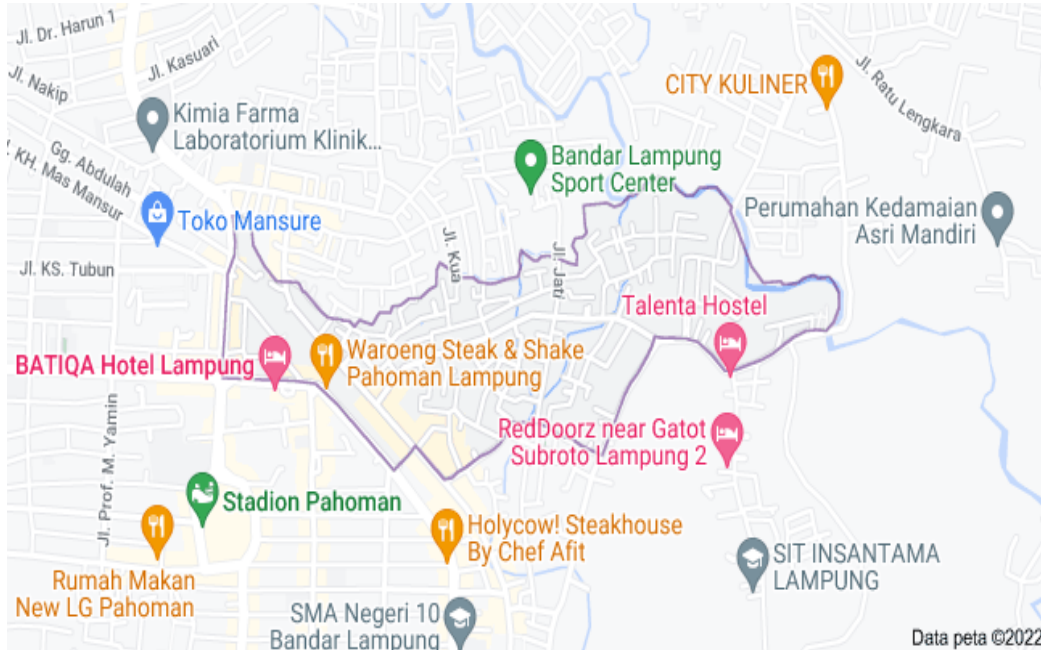 Jl. Dr. Harun 1
Jl. Kasuari
Jl. Nakip
Kimia Farma
Laboratorium Klinik...
Gg. Abdulah
KH. Mas Mansur
Toko Mansure
Jl. KS. Tubun
CITY KULINER
Jl. Ratu Lengkara
Bandar Lampung
Sport Center
Perumahan Kedamaian
Asri Mandiri
Jl. Kua
Jl. Jati
Talenta Hostel
BATIQA Hotel Lampung
Waroeng Steak & Shake
Pahoman Lampung
Jl. Prof. M. Yamin
RedDoorz near Gatot
Subroto Lampung 2
Stadion Pahoman
Holycow! Steakhouse
By Chef Afit
Rumah Makan
New LG Pahoman
SIT INSANTAMA
LAMPUNG
SMA Negeri 10
Bandar Lampung
Data peta ©2022